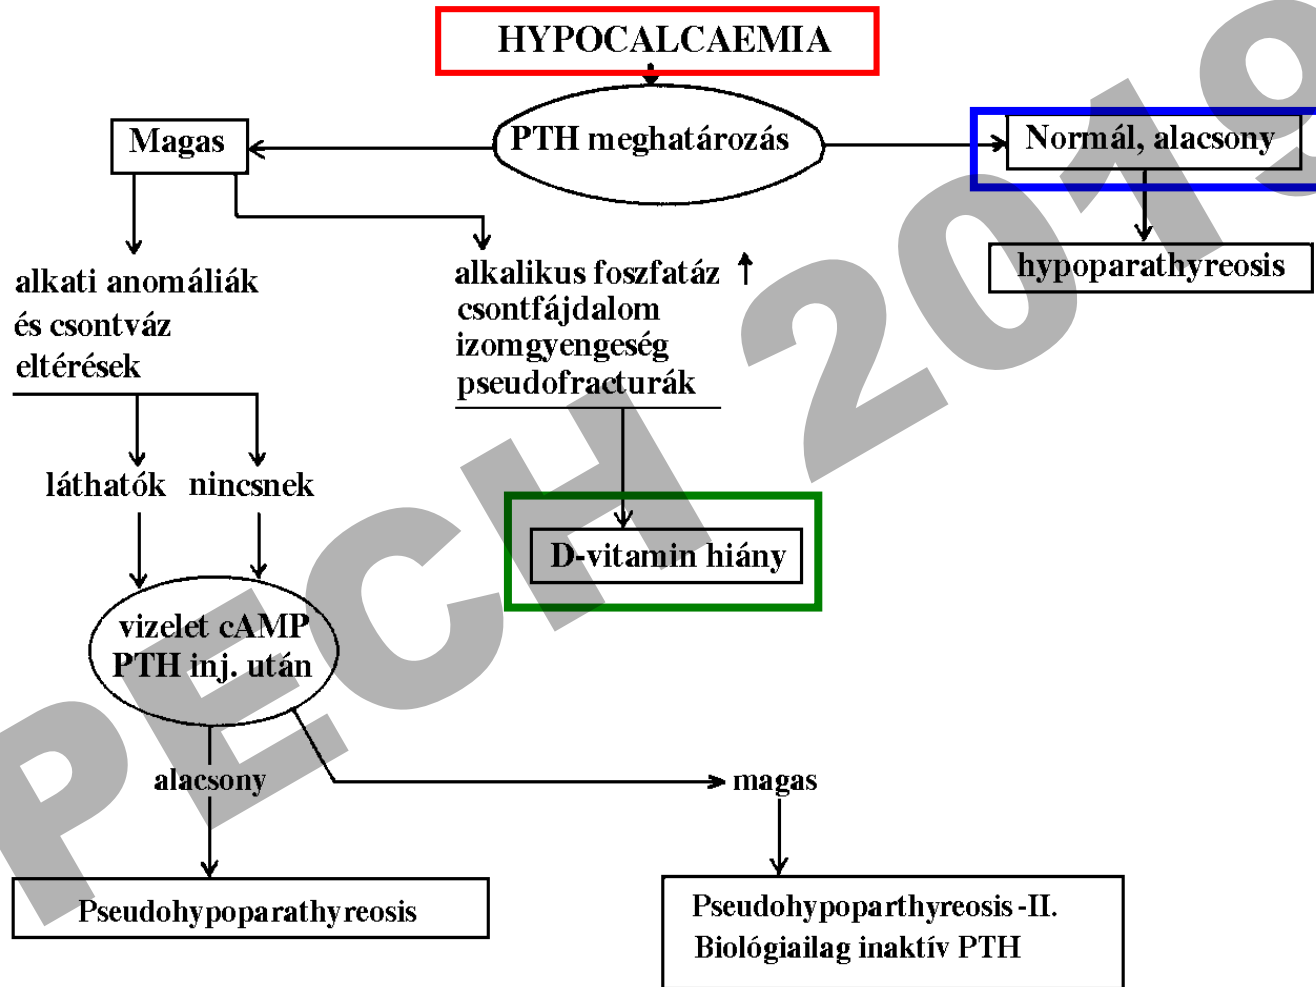 HYPOCALCAEMIA
PTH meghatározás
Magas
Normál, alacsony
hypoparathyreosis
alkati anomáliák
és csontváz
eltérések
alkalikus foszfatáz ↑
csontfájdalom
izomgyengeség
pseudofracturák
láthatók nincsnek
D-vitamin hiány
vizelet cAMP
PTH inj. után
alacsony
magas
Pseudohypoparathyreosis
Pseudohypoparthyreosis -II.
Biológiailag inaktív PTH
PECH 2019